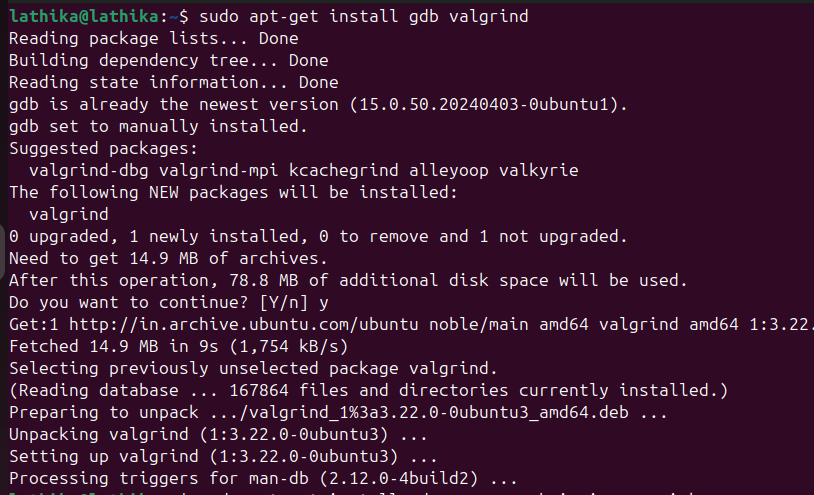 lathika@lathika:~$ sudo apt-get install gdb valgrind
Reading package lists... Done
Building dependency tree... Done
Reading state information... Done
gdb is already the newest version (15.0.50.20240403-0ubuntu1).
gdb set to manually installed.
Suggested packages:
  valgrind-dbg valgrind-mpi kcachegrind alleyoop valkyrie
The following NEW packages will be installed:
  valgrind
0 upgraded, 1 newly installed, 0 to remove and 1 not upgraded.
Need to get 14.9 MB of archives.
After this operation, 78.8 MB of additional disk space will be used.
Do you want to continue? [Y/n] y
Get:1 http://in.archive.ubuntu.com/ubuntu noble/main amd64 valgrind amd64 1:3.22.
Fetched 14.9 MB in 9s (1,754 kB/s)
Selecting previously unselected package valgrind.
(Reading database ... 167864 files and directories currently installed.)
Preparing to unpack .../valgrind_1%3a3.22.0-0ubuntu3_amd64.deb ...
Unpacking valgrind (1:3.22.0-0ubuntu3) ...
Setting up valgrind (1:3.22.0-0ubuntu3) ...
Processing triggers for man-db (2.12.0-4build2) ...